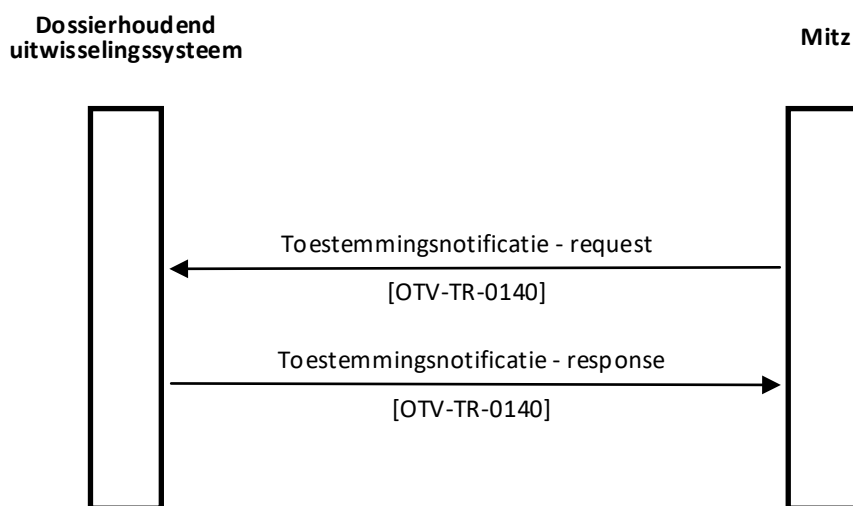 Dossierhoudend
uitwisselingssysteem
Mitz
Toestemmingsnotificatie - request
[OTV-TR-0140]
Toestemmingsnotificatie - response
[OTV-TR-0140]